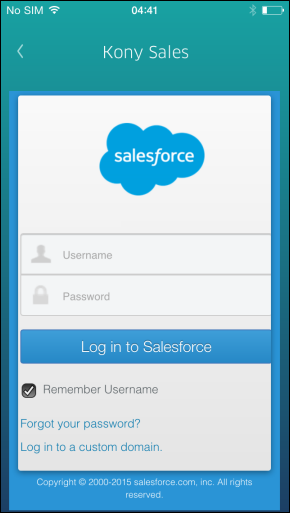 No SIM 04:41
Kony Sales
salesforce
Username
Password
Log in to Salesforce
Remember Username
Forgot your password?
Log in to a custom domain.
Copyright © 2000-2015 salesforce.com, inc. All rights
reserved.